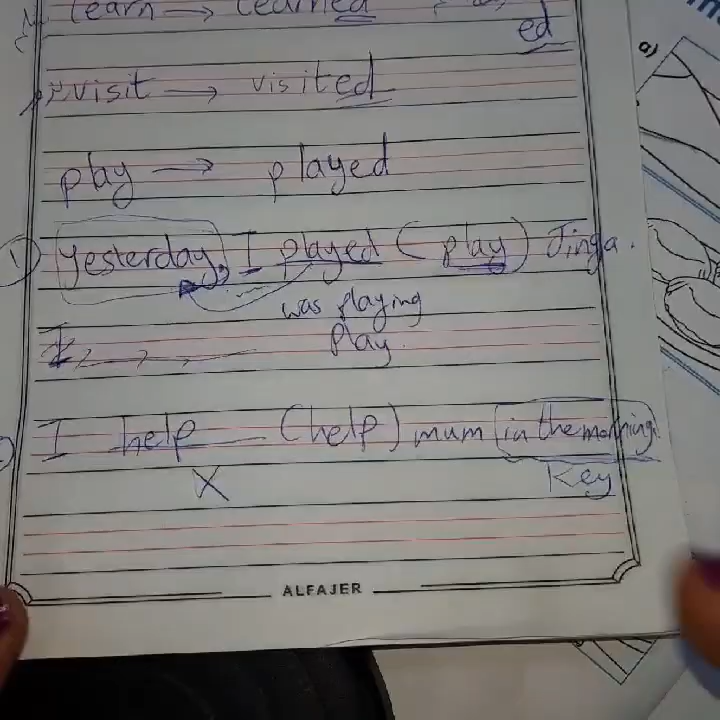 learn → learned
ed
visit → visited
play → played
1 yesterday, I played (play) Jinga.
was playing
I → → play.
I help (help) mum in the morning.
X Key
ALFAJER
a)